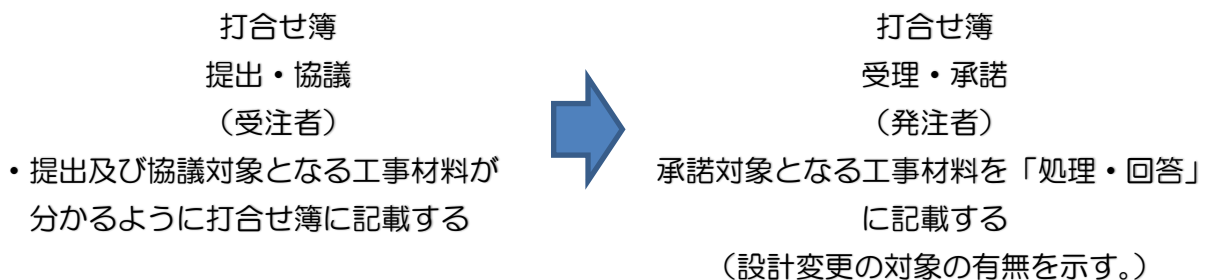 打合せ簿
提出・協議
（受注者）
・提出及び協議対象となる工事材料が
分かるように打合せ簿に記載する
打合せ簿
受理・承諾
（発注者）
承諾対象となる工事材料を「処理・回答」
に記載する
（設計変更の対象の有無を示す。）